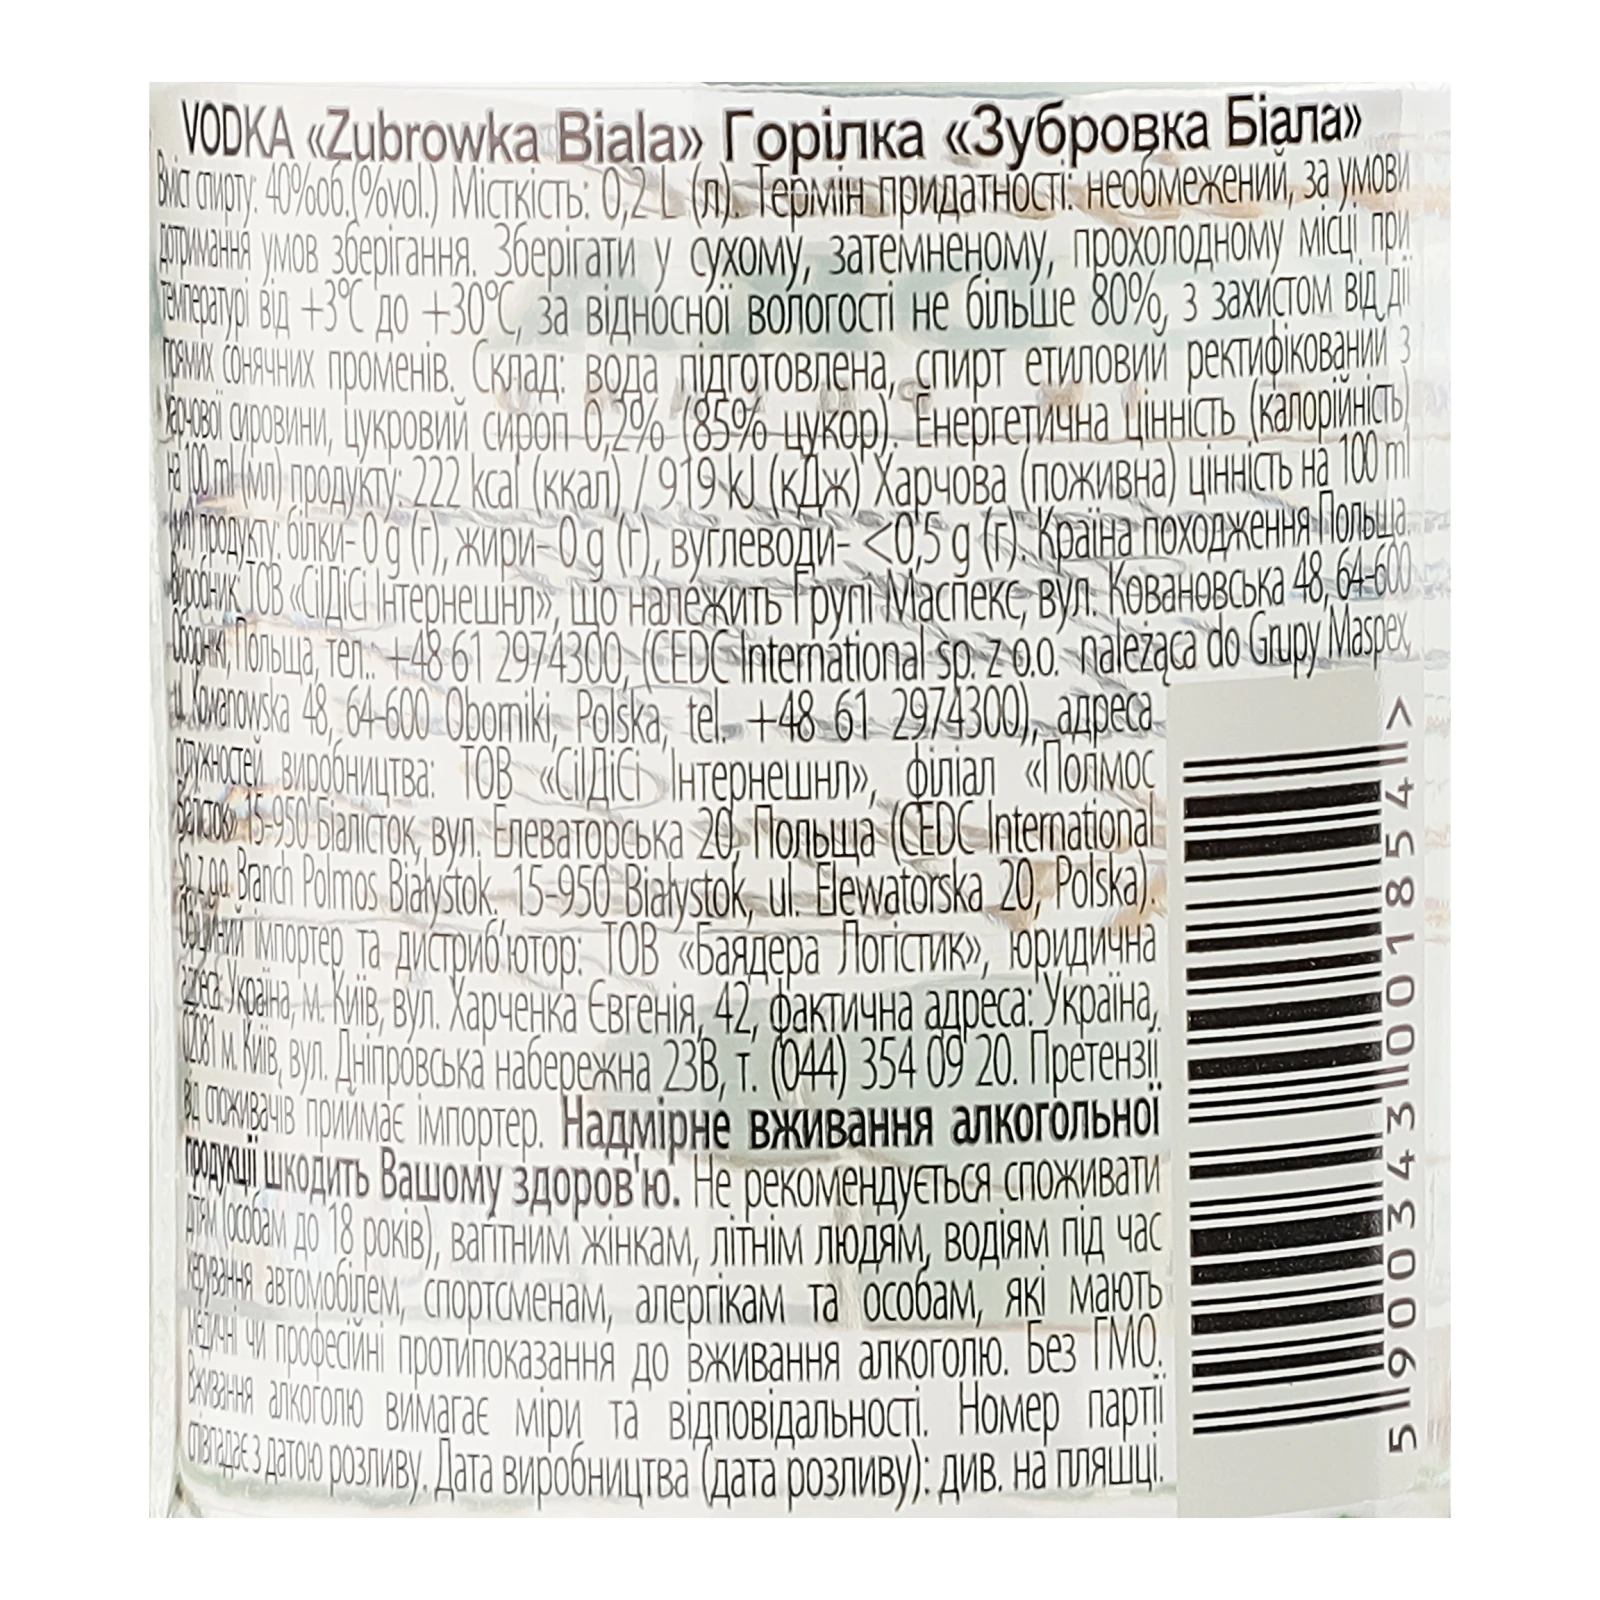 VODKA «Zubrowka Biala» Горілка «Зубровка Біала»
Вміст спирту: 40%об.(%vol.) Місткість: 0,2 L (л). Термін придатності: необмежений, за умови
дотримання умов зберігання. Зберігати у сухому, затемненому, прохолодному місці при
температурі від +3°С до +30°С, за відносної вологості не більше 80%, з захистом від дії
прямих сонячних променів. Склад: вода підготовлена, спирт етиловий ректифікований з
харчової сировини, цукровий сироп 0,2% (85% цукор). Енергетична цінність (калорійність)
на 100 ml (мл) продукту: 222 kcal (ккал) / 919 kJ (кДж) Харчова (поживна) цінність на 100 ml
(мл) продукту: білки- 0 g (г), жири- 0 g (г), вуглеводи- <0,5 g (г). Країна походження Польща.
Виробник: ТОВ «СіІДіСі Інтернешнл», що належить Групі Маспекс, вул. Ковановська 48, 64-600
Оборнікі, Польща, тел.: +48 61 2974300, (CEDC International sp. z o.o. należąca do Grupy Maspex,
ul. Kowanowska 48, 64-600 Oborniki, Polska, tel. +48 61 2974300), адреса
потужностей виробництва: ТОВ «СіІДіСі Інтернешнл», філіал «Полмос
Бялісток» 15-950 Біалісток, вул. Елеваторська 20, Польща (CEDC International
sp. z o.o. Branch Polmos Białystok. 15-950 Białystok, ul. Elewatorska 20, Polska).
Офіційний імпортер та дистриб'ютор: ТОВ «Баядера Логістик», юридична
адреса: Україна, м. Київ, вул. Харченка Євгенія, 42, фактична адреса: Україна,
02081 м. Київ, вул. Дніпровська набережна 23В, т. (044) 354 09 20. Претензії
від споживачів приймає імпортер. Надмірне вживання алкогольної
продукції шкодить Вашому здоров'ю. Не рекомендується споживати
дітям (особам до 18 років), вагітним жінкам, літнім людям, водіям під час
керування автомобілем, спортсменам, алергікам та особам, які мають
медичні чи професійні протипоказання до вживання алкоголю. Без ГМО.
Вживання алкоголю вимагає міри та відповідальності. Номер партії
співпадає з датою розливу. Дата виробництва (дата розливу): див. на пляшці.
5 900343 001854 >